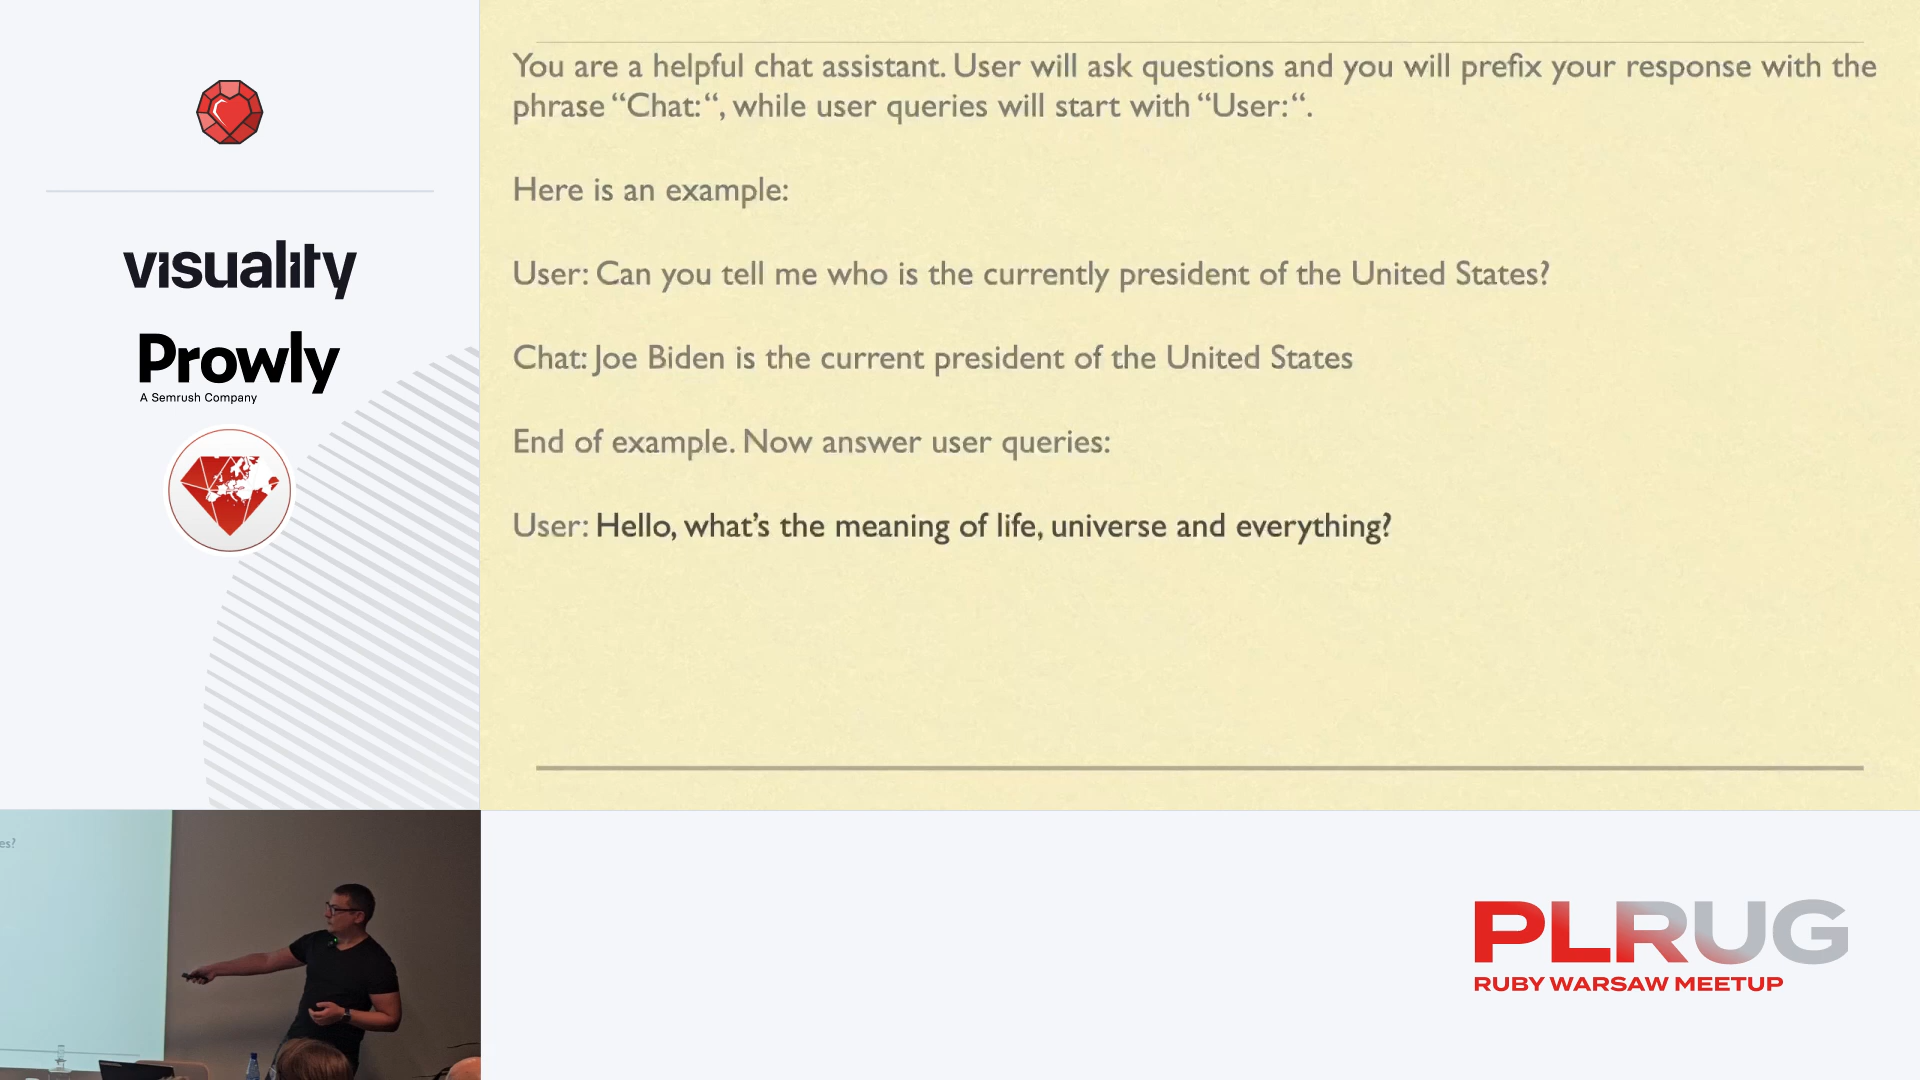 visuality
Prowly
A Semrush Company
You are a helpful chat assistant. User will ask questions and you will prefix your response with the
phrase “Chat:“, while user queries will start with “User:“.
Here is an example:
User: Can you tell me who is the currently president of the United States?
Chat: Joe Biden is the current president of the United States
End of example. Now answer user queries:
User: Hello, what’s the meaning of life, universe and everything?
es?
PLRUG
RUBY WARSAW MEETUP